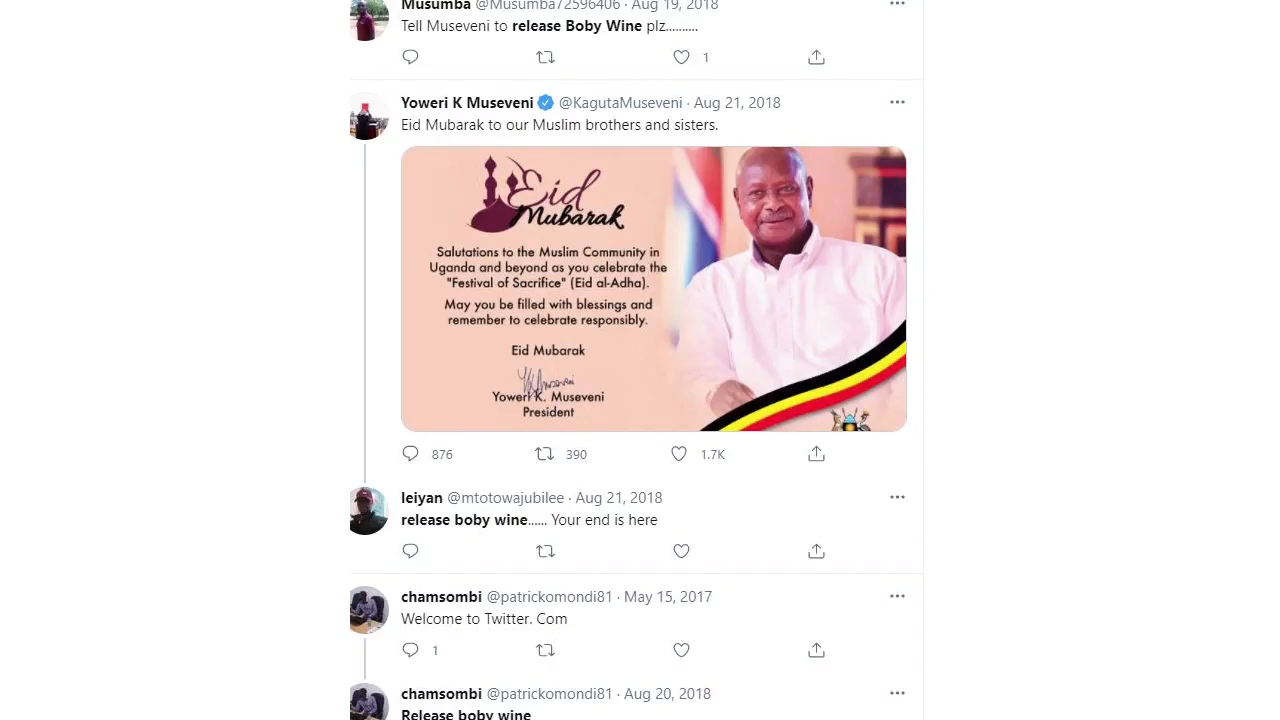 Musumba @Musumba72596406 · Aug 19, 2018
Tell Museveni to release Boby Wine plz..........
1
Yoweri K Museveni @KagutaMuseveni · Aug 21, 2018
Eid Mubarak to our Muslim brothers and sisters.
Eid
Mubarak
Salutations to the Muslim Community in
Uganda and beyond as you celebrate the
"Festival of Sacrifice" (Eid al-Adha).
May you be filled with blessings and
remember to celebrate responsibly.
Eid Mubarak
Yoweri K. Museveni
President
876 390 1.7K
leiyan @mtotowajubilee · Aug 21, 2018
release boby wine...... Your end is here
chamsombi @patrickomondi81 · May 15, 2017
Welcome to Twitter. Com
1
chamsombi @patrickomondi81 · Aug 20, 2018
Release boby wine